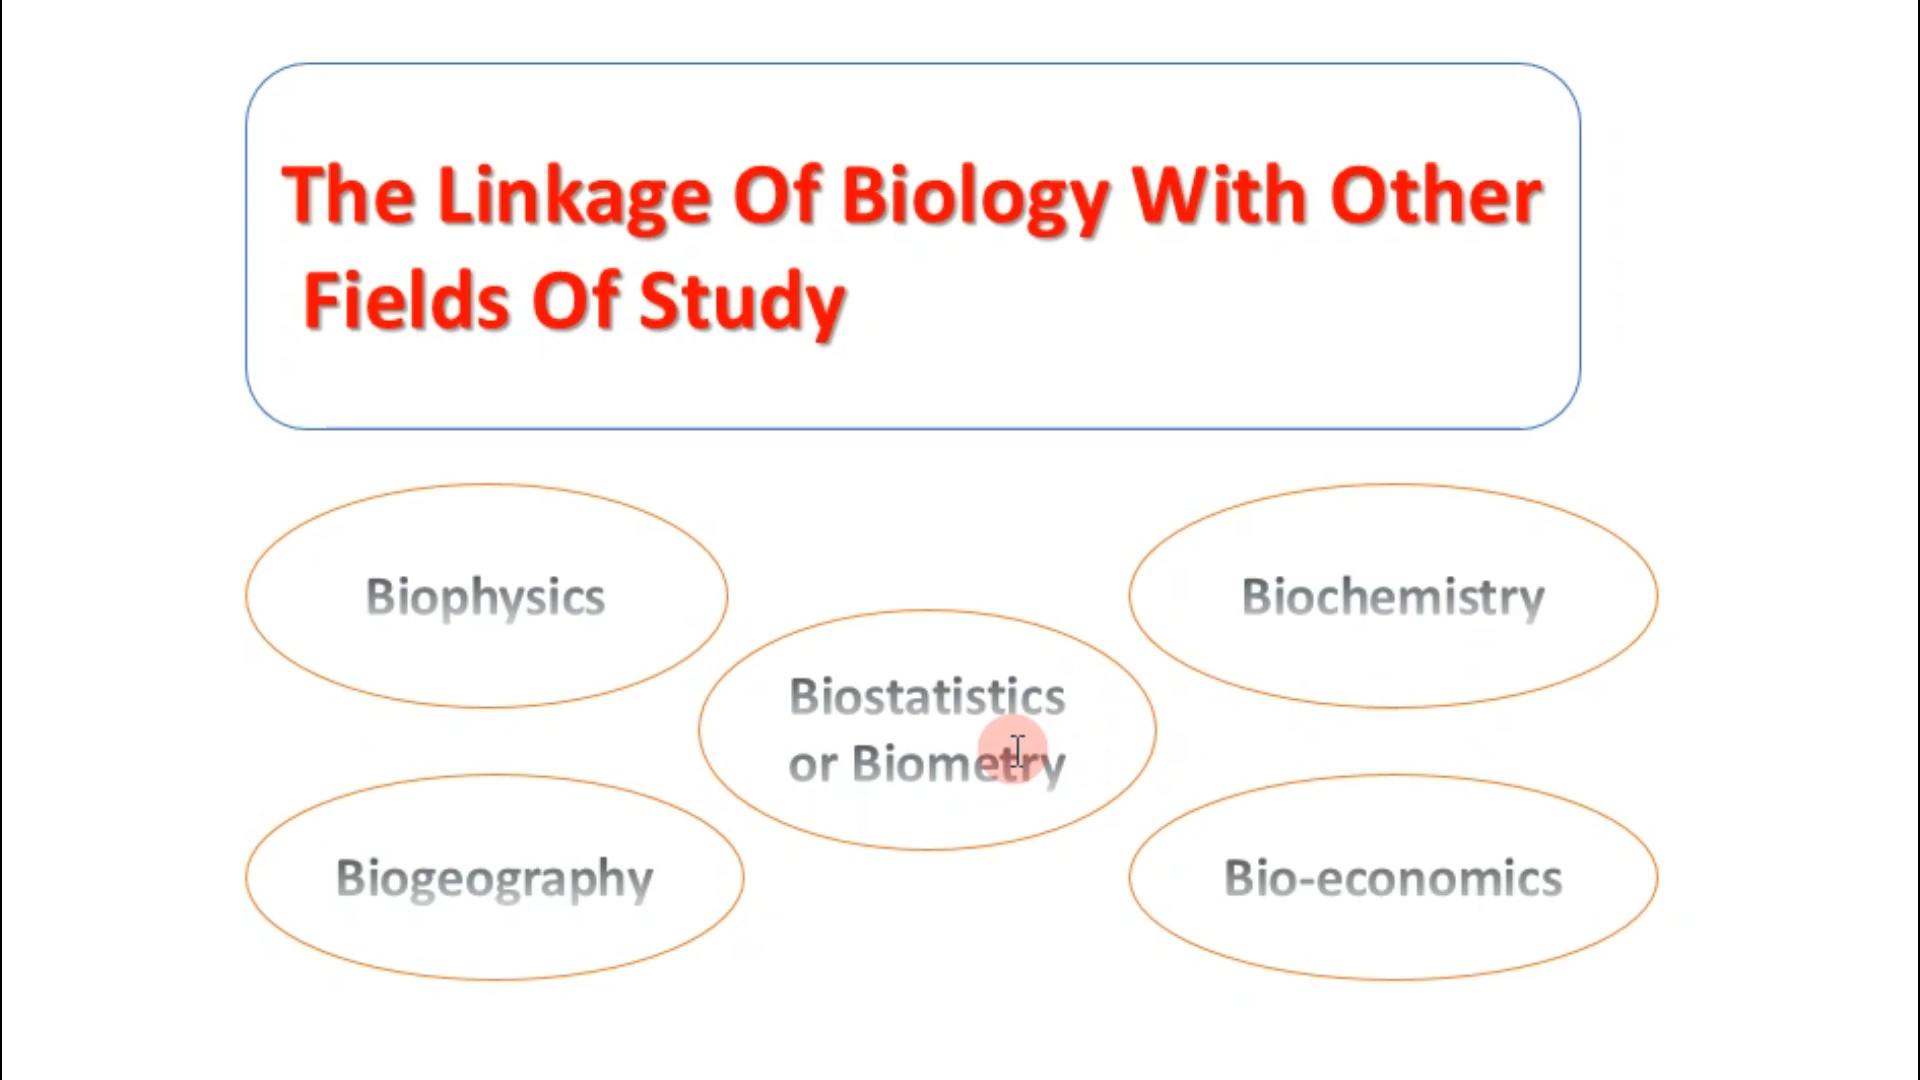 The Linkage Of Biology With Other
Fields Of Study
Biophysics
Biochemistry
Biostatistics
or Biometry
Biogeography
Bio-economics